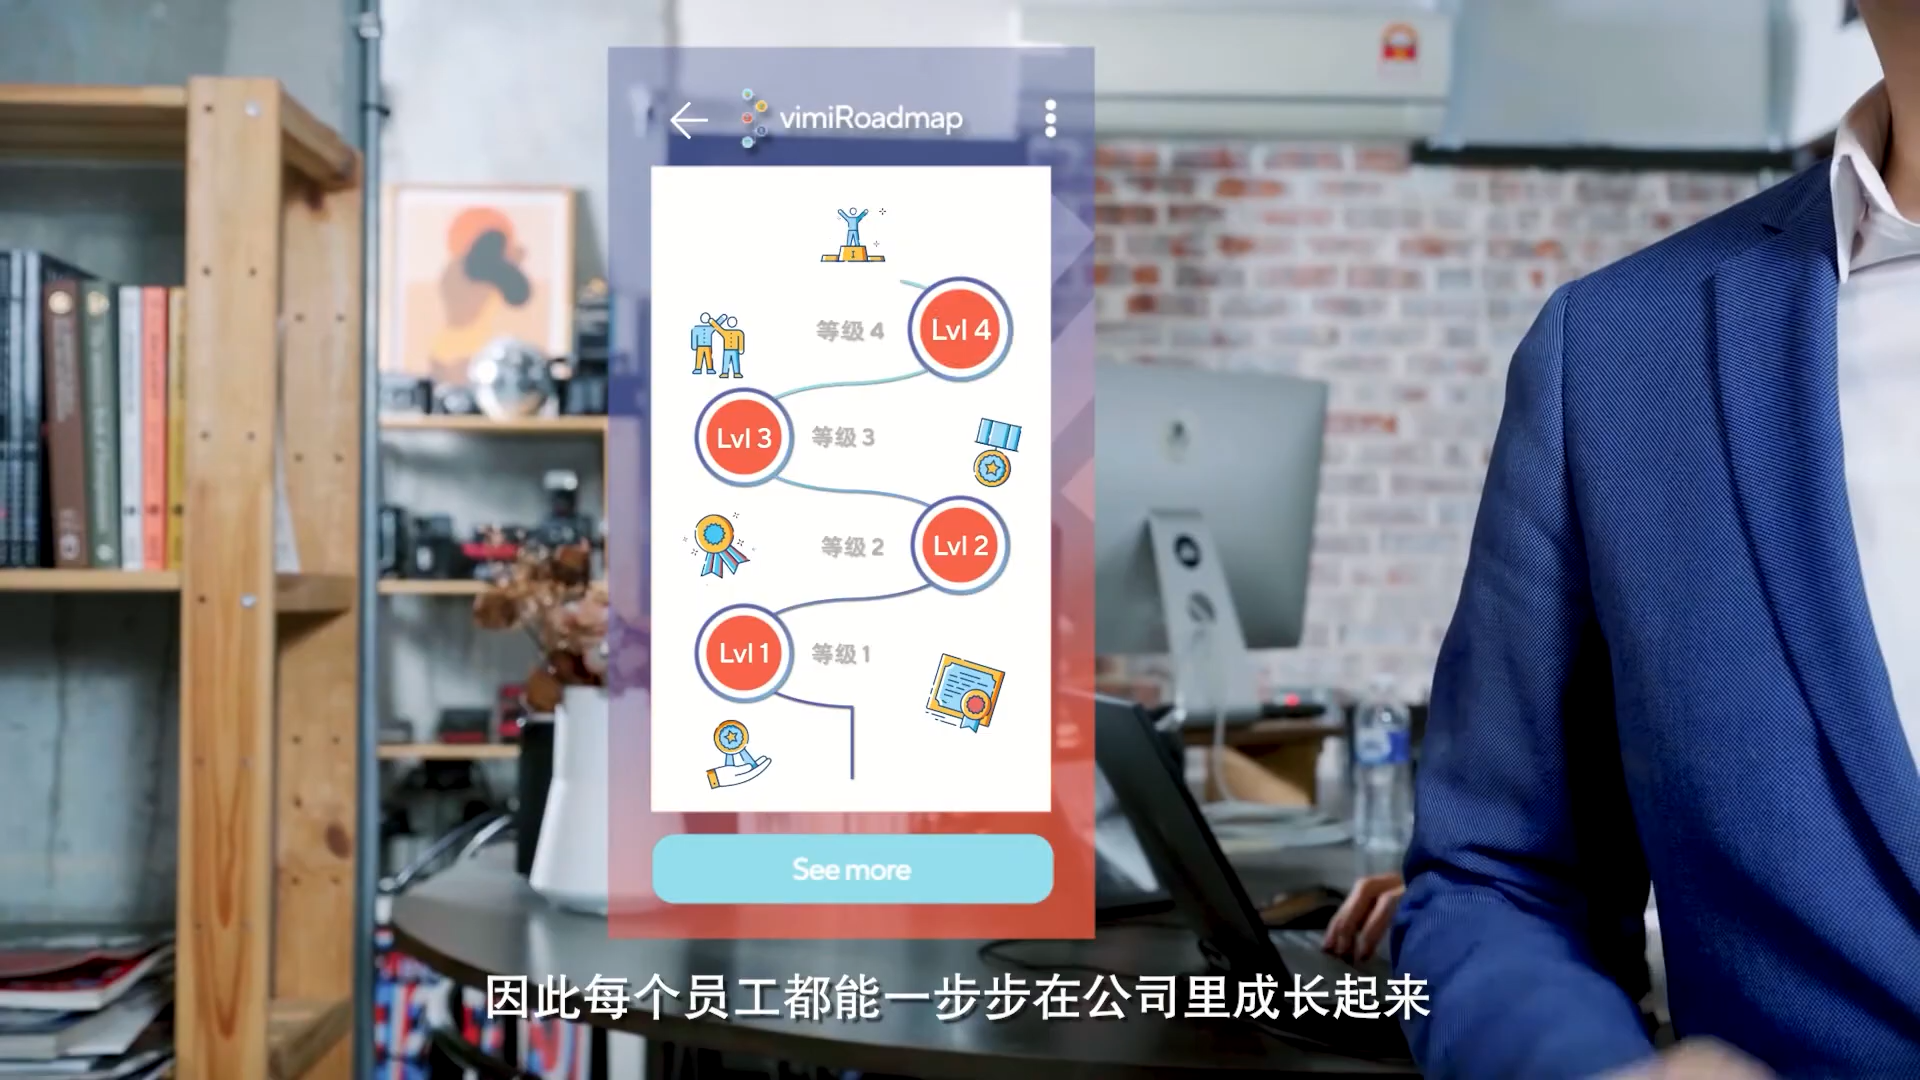 vimiRoadmap
等级 4
Lvl 4
Lvl 3
等级 3
等级 2
Lvl 2
Lvl 1
等级 1
See more
因此每个员工都能一步步在公司里成长起来